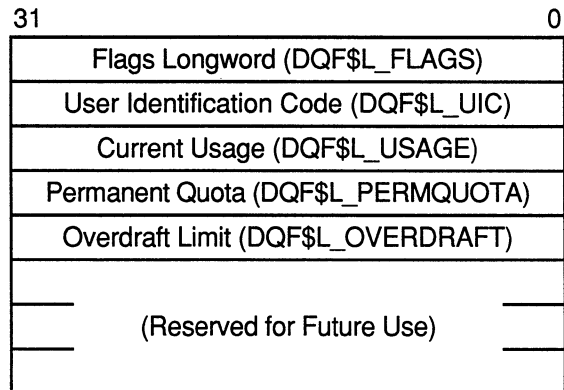 31 0
Flags Longword (DQF$L_FLAGS)
User Identification Code (DQF$L_UIC)
Current Usage (DQF$L_USAGE)
Permanent Quota (DQF$L_PERMQUOTA)
Overdraft Limit (DQF$L_OVERDRAFT)
(Reserved for Future Use)